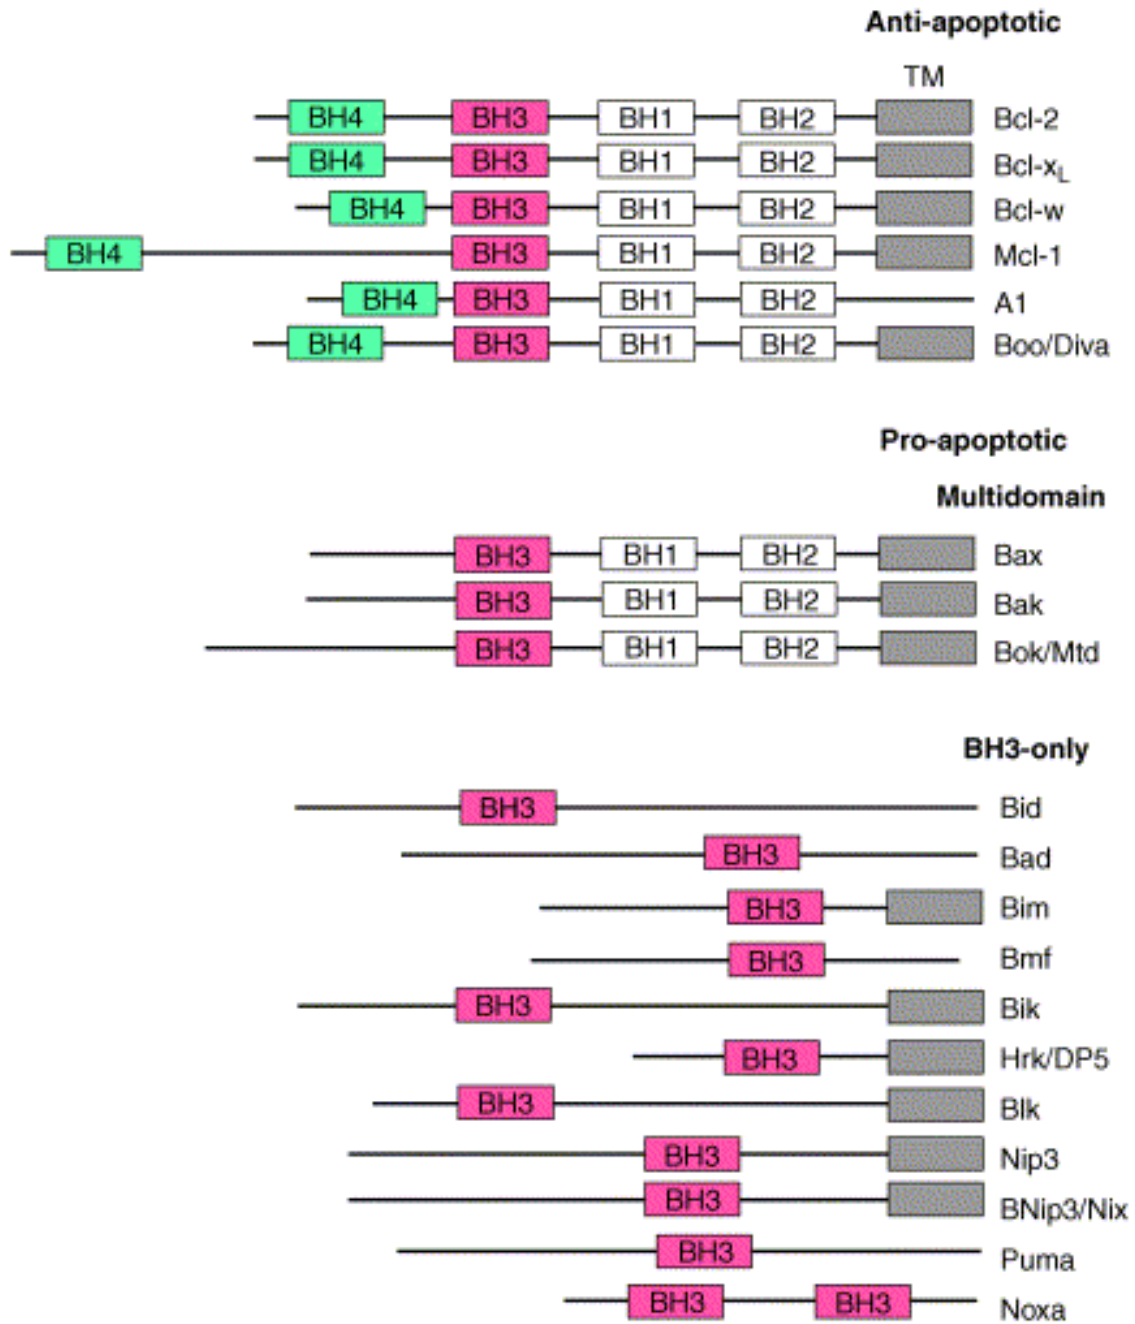 Anti-apoptotic
TM
BH4 BH3 BH1 BH2 Bcl-2
BH4 BH3 BH1 BH2 Bcl-xL
BH4 BH3 BH1 BH2 Bcl-w
BH4 BH3 BH1 BH2 Mcl-1
BH4 BH3 BH1 BH2 A1
BH4 BH3 BH1 BH2 Boo/Diva
Pro-apoptotic
Multidomain
BH3 BH1 BH2 Bax
BH3 BH1 BH2 Bak
BH3 BH1 BH2 Bok/Mtd
BH3-only
BH3 Bid
BH3 Bad
BH3 Bim
BH3 Bmf
BH3 Bik
BH3 Hrk/DP5
BH3 Blk
BH3 Nip3
BH3 BNip3/Nix
BH3 Puma
BH3 BH3 Noxa